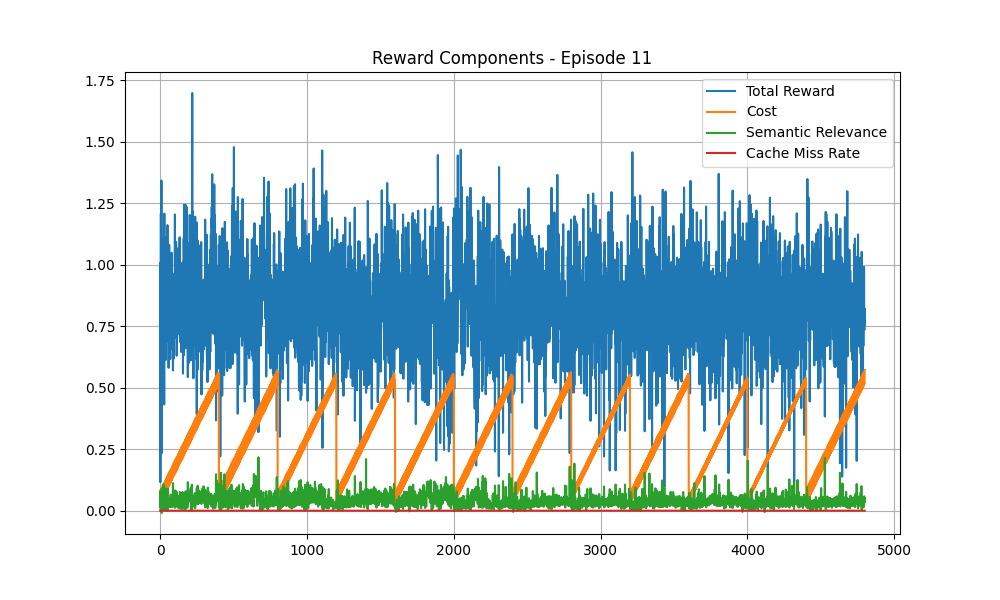 Reward Components - Episode 11
1.75
1.50
1.25
1.00
0.75
0.50
0.25
0.00
Total Reward
Cost
Semantic Relevance
Cache Miss Rate
0 1000 2000 3000 4000 5000